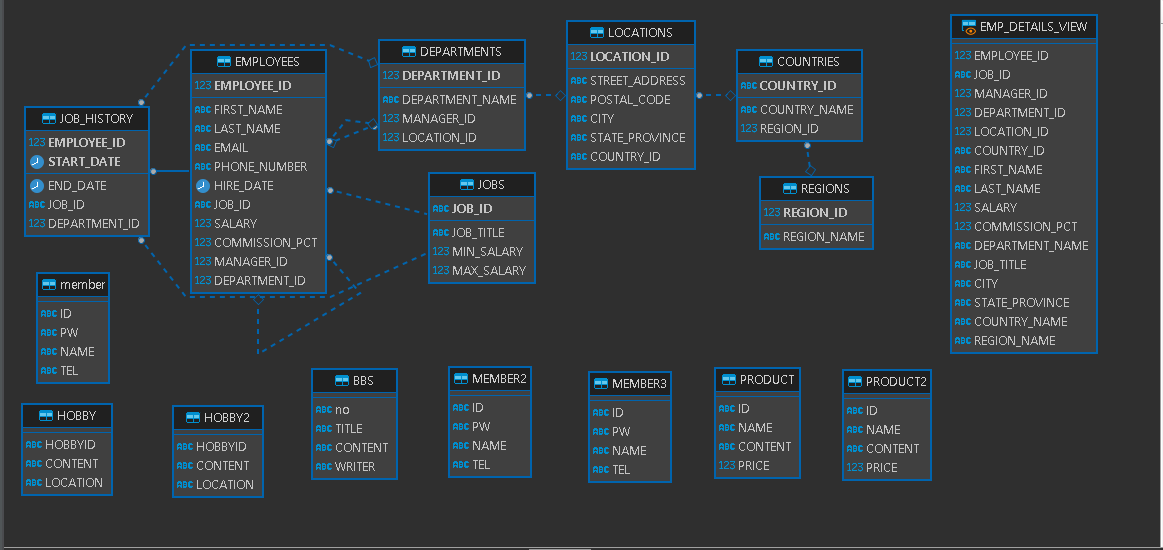 JOB_HISTORY
123 EMPLOYEE_ID
START_DATE
END_DATE
ABC JOB_ID
123 DEPARTMENT_ID
EMPLOYEES
123 EMPLOYEE_ID
ABC FIRST_NAME
ABC LAST_NAME
ABC EMAIL
ABC PHONE_NUMBER
HIRE_DATE
ABC JOB_ID
123 SALARY
123 COMMISSION_PCT
123 MANAGER_ID
123 DEPARTMENT_ID
DEPARTMENTS
123 DEPARTMENT_ID
ABC DEPARTMENT_NAME
123 MANAGER_ID
123 LOCATION_ID
JOBS
ABC JOB_ID
ABC JOB_TITLE
123 MIN_SALARY
123 MAX_SALARY
LOCATIONS
123 LOCATION_ID
ABC STREET_ADDRESS
ABC POSTAL_CODE
ABC CITY
ABC STATE_PROVINCE
ABC COUNTRY_ID
COUNTRIES
ABC COUNTRY_ID
ABC COUNTRY_NAME
123 REGION_ID
REGIONS
123 REGION_ID
ABC REGION_NAME
EMP_DETAILS_VIEW
123 EMPLOYEE_ID
ABC JOB_ID
123 MANAGER_ID
123 DEPARTMENT_ID
123 LOCATION_ID
ABC COUNTRY_ID
ABC FIRST_NAME
ABC LAST_NAME
123 SALARY
123 COMMISSION_PCT
ABC DEPARTMENT_NAME
ABC JOB_TITLE
ABC CITY
ABC STATE_PROVINCE
ABC COUNTRY_NAME
ABC REGION_NAME
member
ABC ID
ABC PW
ABC NAME
ABC TEL
HOBBY
ABC HOBBYID
ABC CONTENT
ABC LOCATION
HOBBY2
ABC HOBBYID
ABC CONTENT
ABC LOCATION
BBS
ABC no
ABC TITLE
ABC CONTENT
ABC WRITER
MEMBER2
ABC ID
ABC PW
ABC NAME
ABC TEL
MEMBER3
ABC ID
ABC PW
ABC NAME
ABC TEL
PRODUCT
ABC ID
ABC NAME
ABC CONTENT
123 PRICE
PRODUCT2
ABC ID
ABC NAME
ABC CONTENT
123 PRICE